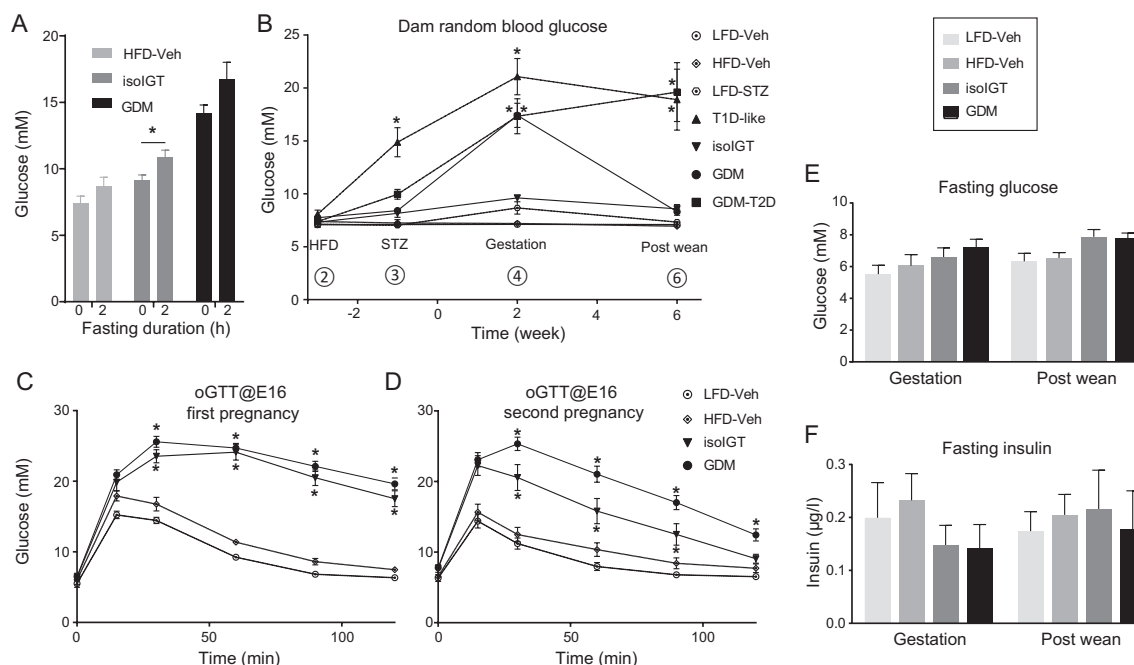 A
20
15
10
5
0
Glucose (mM)
HFD-Veh
isoIGT
GDM
*
0 2 0 2 0 2
Fasting duration (h)
B
Dam random blood glucose
25
20
15
10
5
0
Glucose (mM)
*
*
* *
*
*
HFD
STZ
Gestation
Post wean
② ③ ④ ⑥
-2 0 2 4 6
Time (week)
LFD-Veh
HFD-Veh
LFD-STZ
T1D-like
isoIGT
GDM
GDM-T2D
LFD-Veh
HFD-Veh
isoIGT
GDM
C
oGTT@E16
first pregnancy
30
20
10
0
Glucose (mM)
* * * *
* * * *
0 50 100
Time (min)
D
oGTT@E16
second pregnancy
30
20
10
0
* * * *
* * *
0 50 100
Time (min)
LFD-Veh
HFD-Veh
isoIGT
GDM
E
Fasting glucose
10
8
6
4
2
0
Glucose (mM)
Gestation Post wean
F
Fasting insulin
0.3
0.2
0.1
0.0
Insuin (µg/l)
Gestation Post wean